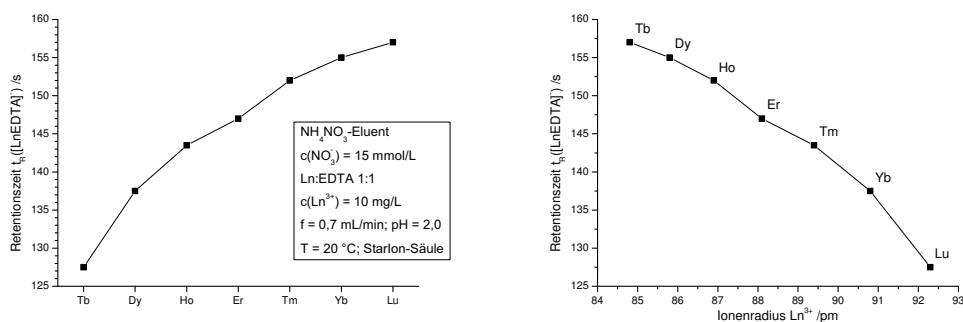 160
155
150
145
140
135
130
125
Retentionszeit t_R([LnEDTA]⁻) /s
Tb Dy Ho Er Tm Yb Lu
NH₄NO₃-Eluent
c(NO₃⁻) = 15 mmol/L
Ln:EDTA 1:1
c(Ln³⁺) = 10 mg/L
f = 0,7 mL/min; pH = 2,0
T = 20 °C; StarIon-Säule
160
155
150
145
140
135
130
125
Retentionszeit t_R([LnEDTA]⁻) /s
Tb
Dy
Ho
Er
Tm
Yb
Lu
84 85 86 87 88 89 90 91 92 93
Ionenradius Ln³⁺ /pm